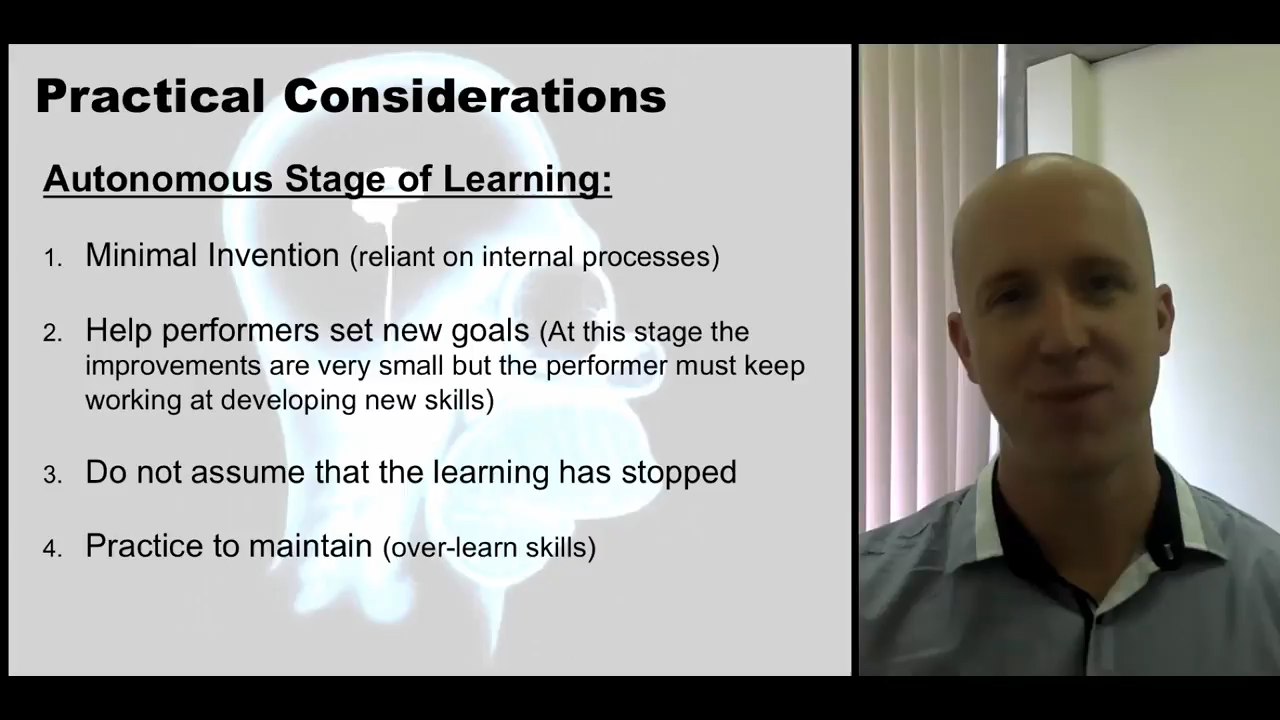 Practical Considerations
Autonomous Stage of Learning:
1. Minimal Invention (reliant on internal processes)
2. Help performers set new goals (At this stage the
improvements are very small but the performer must keep
working at developing new skills)
3. Do not assume that the learning has stopped
4. Practice to maintain (over-learn skills)